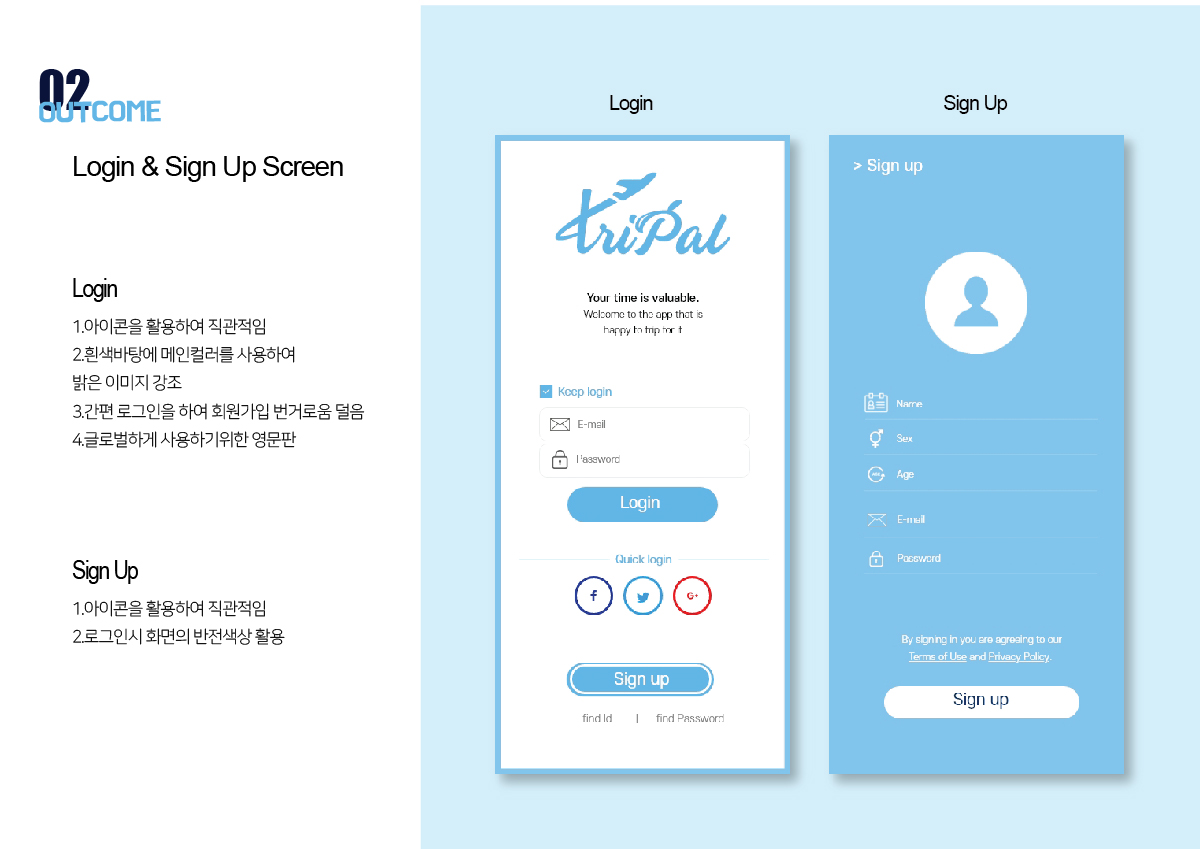 02
OUTCOME
Login & Sign Up Screen
Login
1.아이콘을 활용하여 직관적임
2.흰색바탕에 메인컬러를 사용하여
밝은 이미지 강조
3.간편 로그인을 하여 회원가입 번거로움 덜음
4.글로벌하게 사용하기위한 영문판
Sign Up
1.아이콘을 활용하여 직관적임
2.로그인시 화면의 반전색상 활용
Login
TriPal
Your time is valuable.
Welcome to the app that is
happy to trip for it
Keep login
E-mail
Password
Login
Quick login
f
G+
Sign up
find Id | find Password
Sign Up
> Sign up
Name
Sex
Age
E-mail
Password
By signing in you are agreeing to our
Terms of Use and Privacy Policy.
Sign up